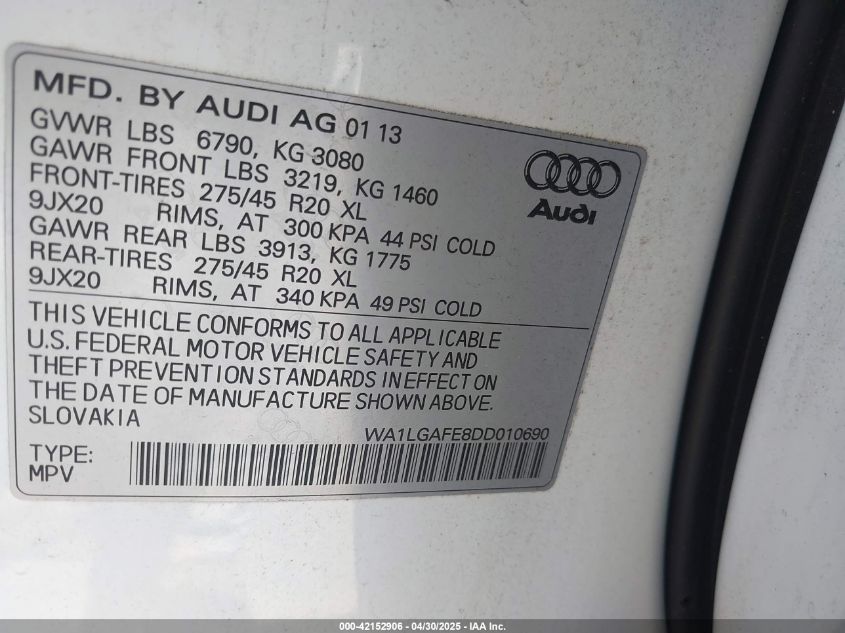 MFD. BY AUDI AG 01 13
GVWR LBS 6790, KG 3080
GAWR FRONT LBS 3219, KG 1460
FRONT-TIRES 275/45 R20 XL
9JX20 RIMS, AT 300 KPA 44 PSI COLD
GAWR REAR LBS 3913, KG 1775
REAR-TIRES 275/45 R20 XL
9JX20 RIMS, AT 340 KPA 49 PSI COLD
Audi
THIS VEHICLE CONFORMS TO ALL APPLICABLE
U.S. FEDERAL MOTOR VEHICLE SAFETY AND
THEFT PREVENTION STANDARDS IN EFFECT ON
THE DATE OF MANUFACTURE SHOWN ABOVE.
SLOVAKIA
WA1LGAFE8DD010690
TYPE:
MPV
000-42152906 - 04/30/2025 - IAA Inc.